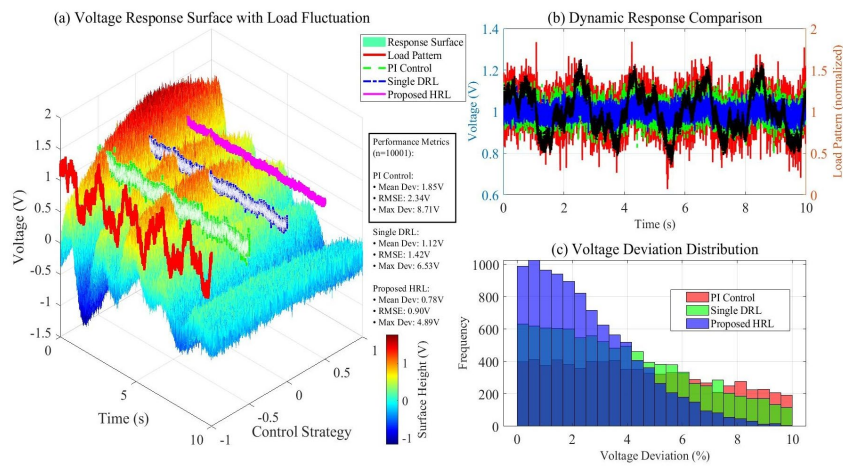 (a) Voltage Response Surface with Load Fluctuation
Response Surface
Load Pattern
PI Control
Single DRL
Proposed HRL
Performance Metrics
(n=10001):
PI Control:
• Mean Dev: 1.85V
• RMSE: 2.34V
• Max Dev: 8.71V
Single DRL:
• Mean Dev: 1.12V
• RMSE: 1.42V
• Max Dev: 6.53V
Proposed HRL:
• Mean Dev: 0.78V
• RMSE: 0.90V
• Max Dev: 4.89V
Voltage (V)
2
1.5
1
0.5
0
-0.5
-1
-1.5
0
5
10
Time (s)
-1
-0.5
0
0.5
1
Control Strategy
1
0
-1
Surface Height (V)
(b) Dynamic Response Comparison
Voltage (V)
1.4
1.2
1
0.8
0.6
2
1.5
1
0.5
0
Load Pattern (normalized)
0 2 4 6 8 10
Time (s)
(c) Voltage Deviation Distribution
PI Control
Single DRL
Proposed HRL
Frequency
1000
800
600
400
200
0
0 2 4 6 8 10
Voltage Deviation (%)